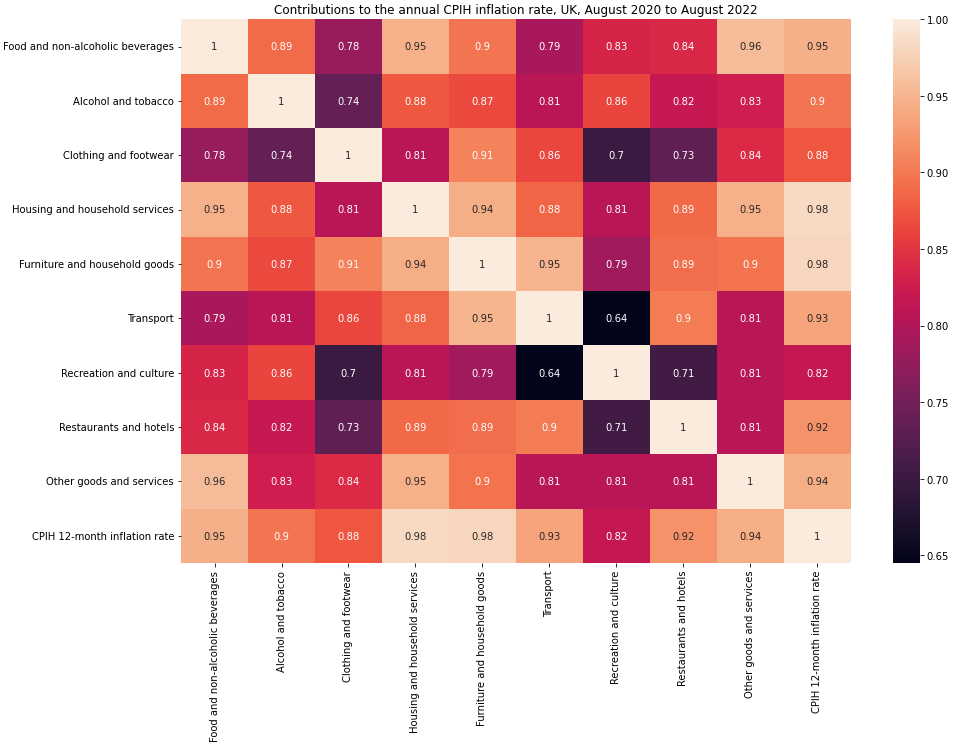 Contributions to the annual CPIH inflation rate, UK, August 2020 to August 2022
Food and non-alcoholic beverages 1 0.89 0.78 0.95 0.9 0.79 0.83 0.84 0.96 0.95
Alcohol and tobacco 0.89 1 0.74 0.88 0.87 0.81 0.86 0.82 0.83 0.9
Clothing and footwear 0.78 0.74 1 0.81 0.91 0.86 0.7 0.73 0.84 0.88
Housing and household services 0.95 0.88 0.81 1 0.94 0.88 0.81 0.89 0.95 0.98
Furniture and household goods 0.9 0.87 0.91 0.94 1 0.95 0.79 0.89 0.9 0.98
Transport 0.79 0.81 0.86 0.88 0.95 1 0.64 0.9 0.81 0.93
Recreation and culture 0.83 0.86 0.7 0.81 0.79 0.64 1 0.71 0.81 0.82
Restaurants and hotels 0.84 0.82 0.73 0.89 0.89 0.9 0.71 1 0.81 0.92
Other goods and services 0.96 0.83 0.84 0.95 0.9 0.81 0.81 0.81 1 0.94
CPIH 12-month inflation rate 0.95 0.9 0.88 0.98 0.98 0.93 0.82 0.92 0.94 1
Food and non-alcoholic beverages
Alcohol and tobacco
Clothing and footwear
Housing and household services
Furniture and household goods
Transport
Recreation and culture
Restaurants and hotels
Other goods and services
CPIH 12-month inflation rate
1.00
0.95
0.90
0.85
0.80
0.75
0.70
0.65